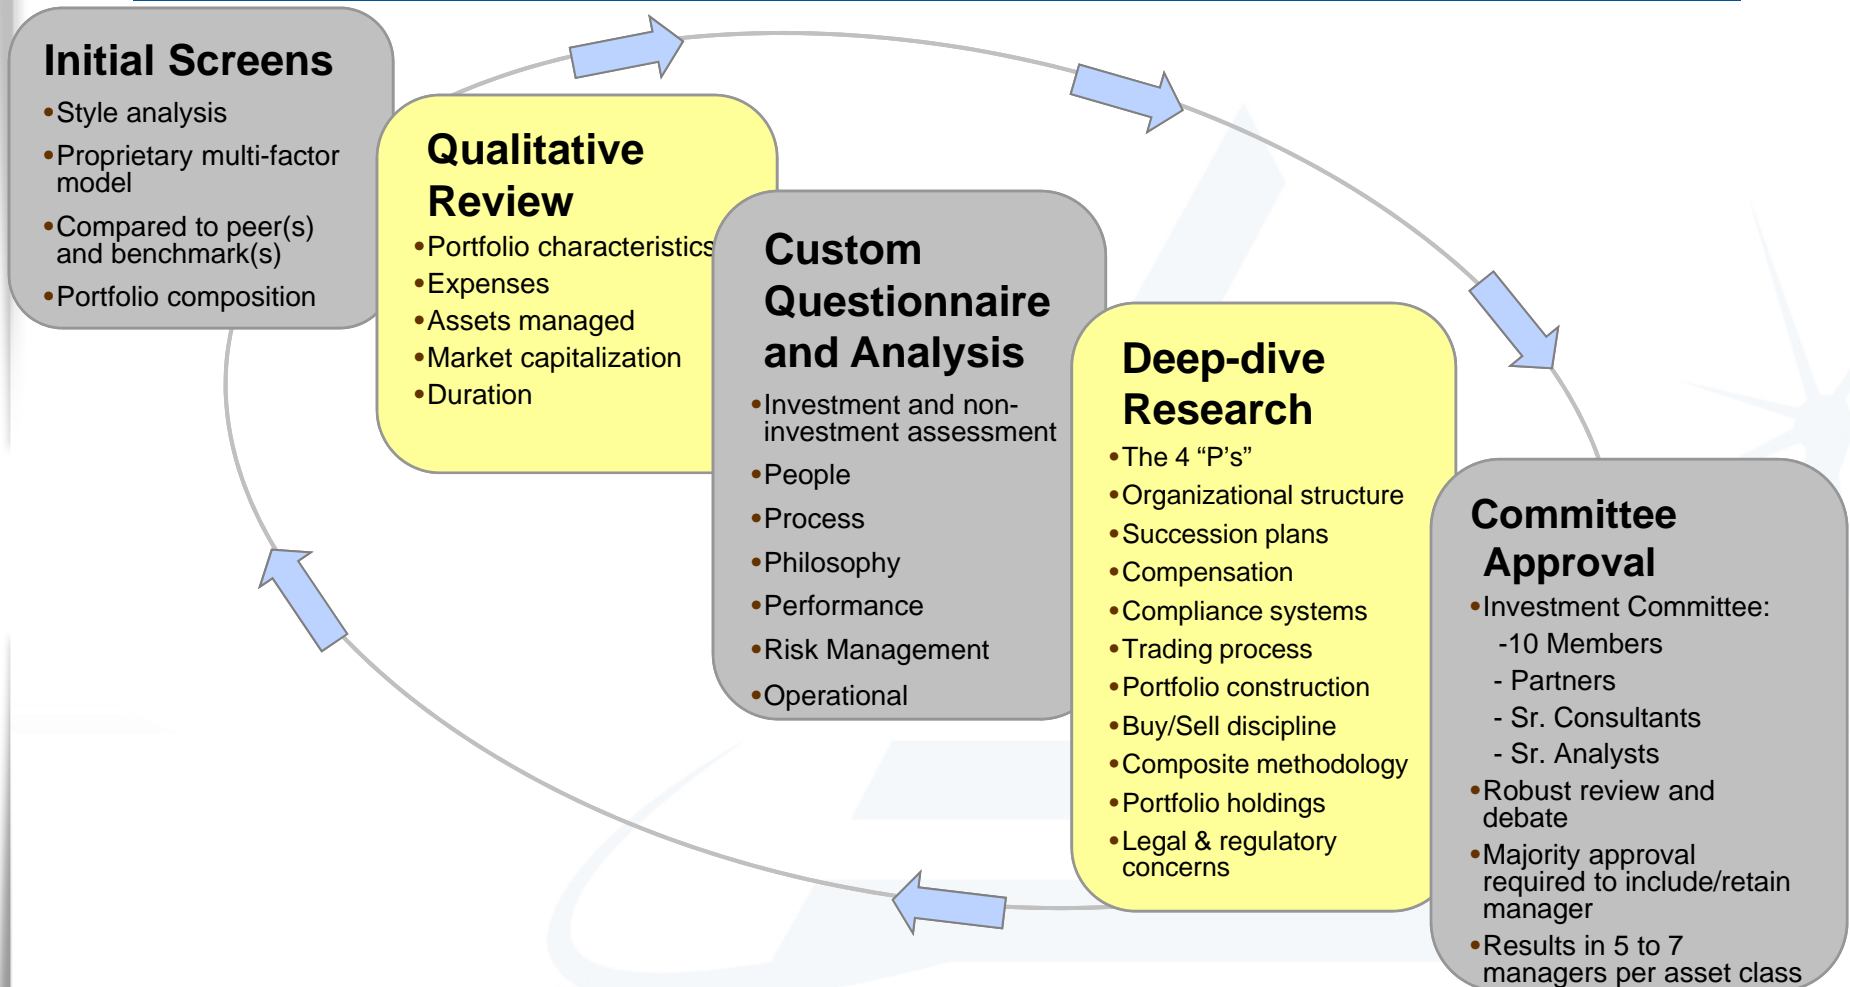 Initial Screens
•Style analysis
•Proprietary multi-factor
model
•Compared to peer(s)
and benchmark(s)
•Portfolio composition
Qualitative
Review
•Portfolio characteristics
•Expenses
•Assets managed
•Market capitalization
•Duration
Custom
Questionnaire
and Analysis
•Investment and non-
investment assessment
•People
•Process
•Philosophy
•Performance
•Risk Management
•Operational
Deep-dive
Research
•The 4 “P's”
•Organizational structure
•Succession plans
•Compensation
•Compliance systems
•Trading process
•Portfolio construction
•Buy/Sell discipline
•Composite methodology
•Portfolio holdings
•Legal & regulatory
concerns
Committee
Approval
•Investment Committee:
-10 Members
- Partners
- Sr. Consultants
- Sr. Analysts
•Robust review and
debate
•Majority approval
required to include/retain
manager
•Results in 5 to 7
managers per asset class